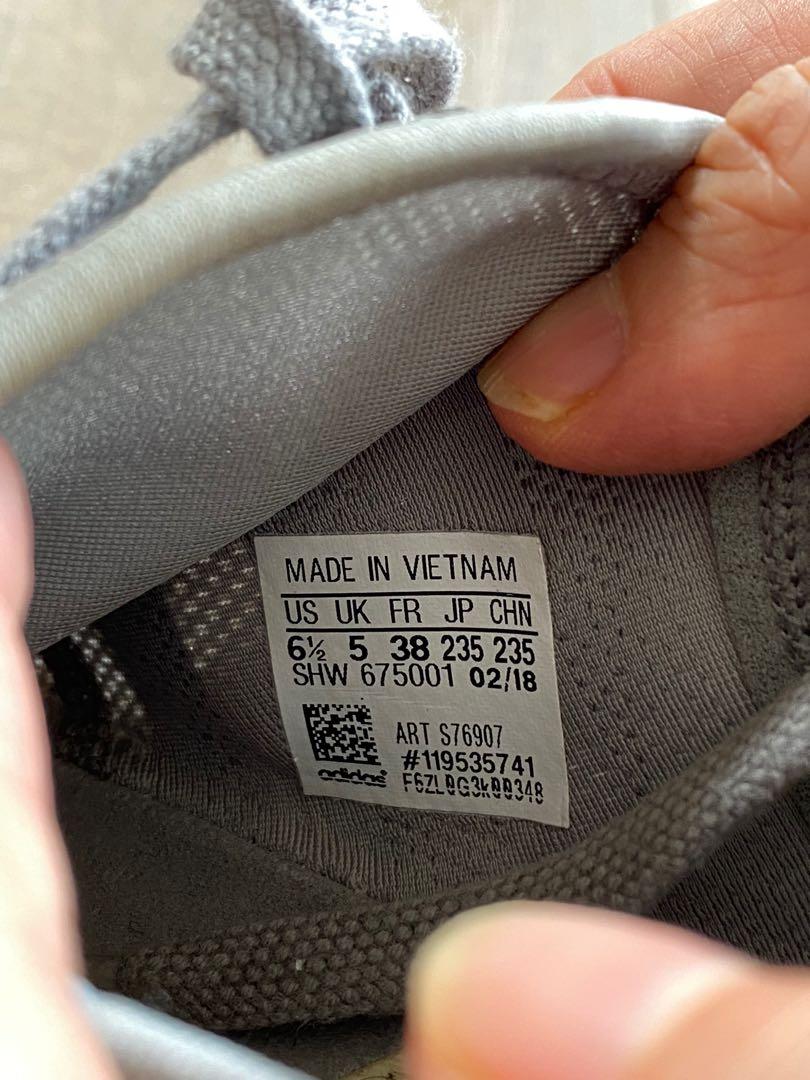 MADE IN VIETNAM
US UK FR JP CHN
6½ 5 38 235 235
SHW 675001 02/18
ART S76907
#119535741
adidas
F6ZL0G3k00348